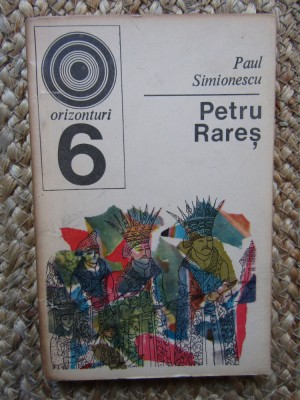 orizonturi
6
Paul
Simionescu
Petru
Rareș